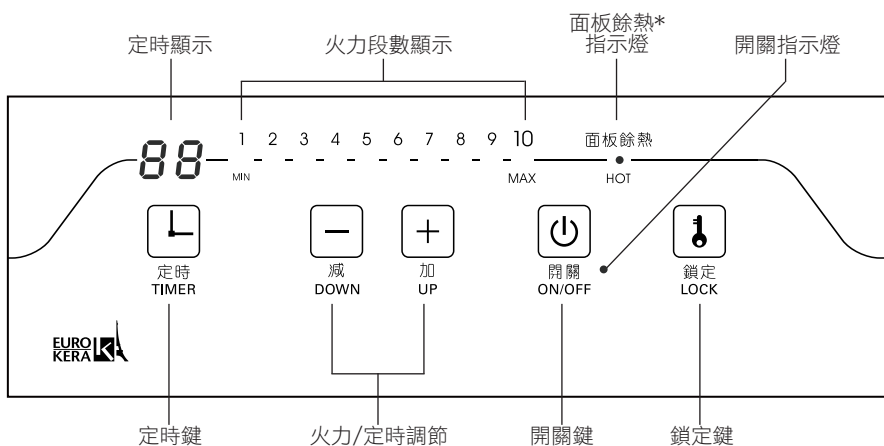 定時顯示
火力段數顯示
面板餘熱*
指示燈
開關指示燈
88
1 2 3 4 5 6 7 8 9 10
面板餘熱
MIN
MAX
HOT
定時
TIMER
減
DOWN
加
UP
開關
ON/OFF
鎖定
LOCK
EURO
KERA
K
定時鍵
火力/定時調節
開關鍵
鎖定鍵